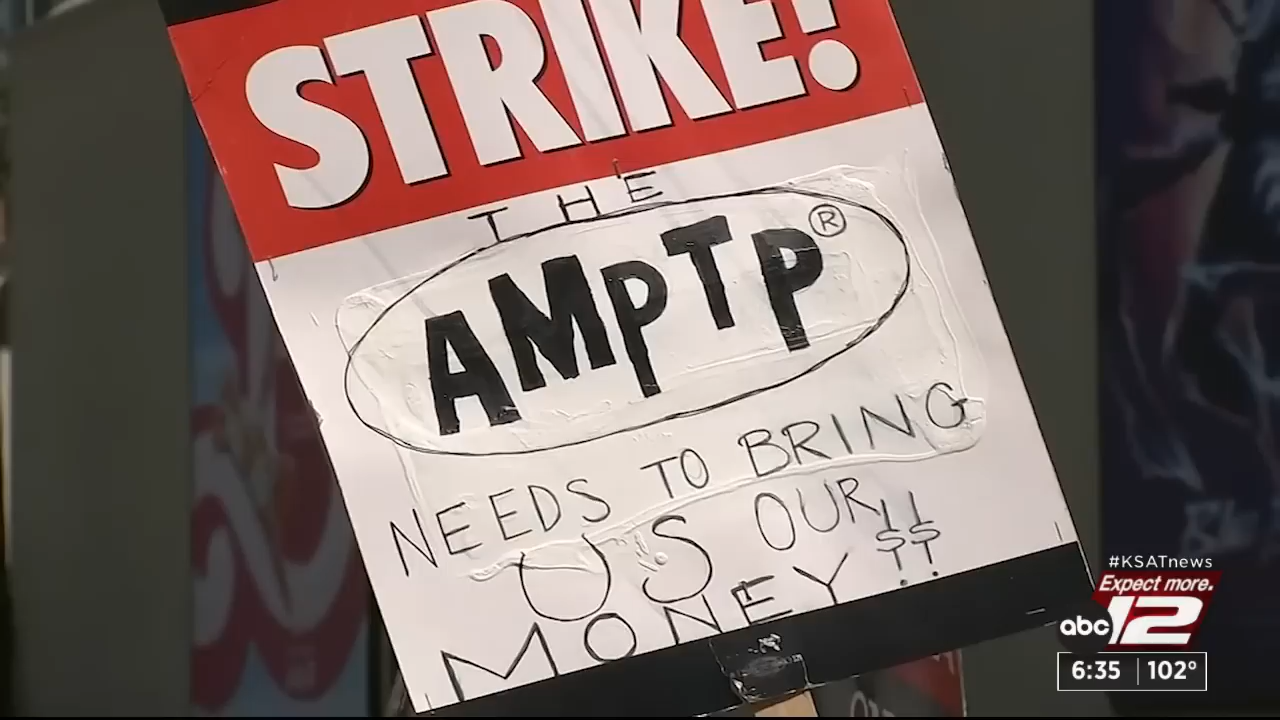 STRIKE!
THE
AMPTP®
NEEDS TO BRING
US OUR
MONEY $$!!
#KSATnews
Expect more.
abc 12
6:35 102°